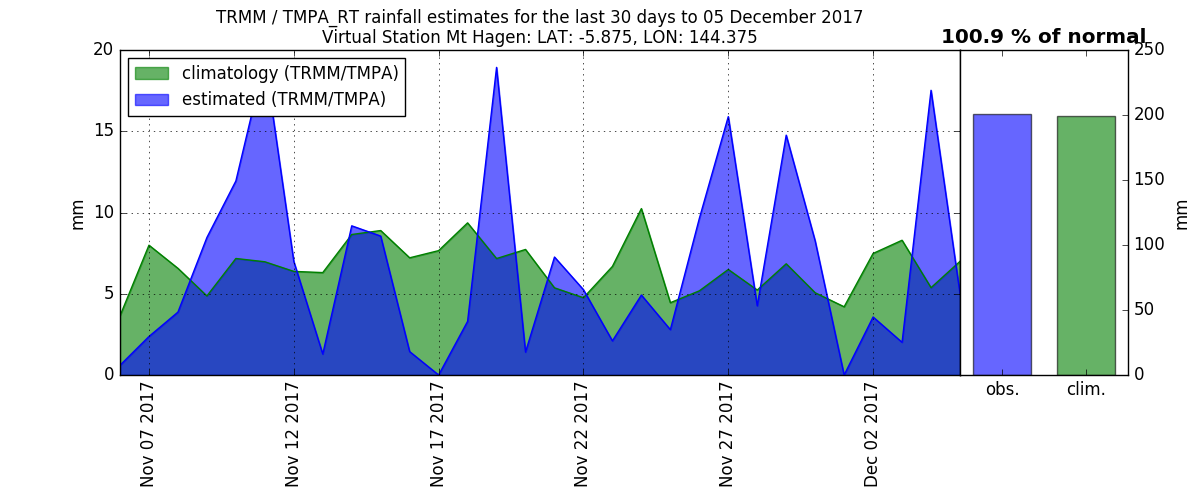 TRMM / TMPA_RT rainfall estimates for the last 30 days to 05 December 2017
Virtual Station Mt Hagen: LAT: -5.875, LON: 144.375
100.9 % of normal
climatology (TRMM/TMPA)
estimated (TRMM/TMPA)
20
15
10
5
0
mm
250
200
150
100
50
0
mm
obs.
clim.
Nov 07 2017
Nov 12 2017
Nov 17 2017
Nov 22 2017
Nov 27 2017
Dec 02 2017